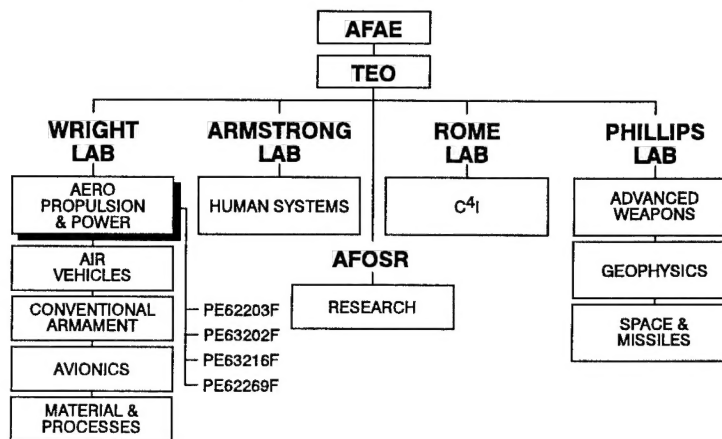 AFAE
TEO
WRIGHT
LAB
AERO
PROPULSION
& POWER
AIR
VEHICLES
CONVENTIONAL
ARMAMENT
AVIONICS
MATERIAL &
PROCESSES
PE62203F
PE63202F
PE63216F
PE62269F
ARMSTRONG
LAB
HUMAN SYSTEMS
AFOSR
RESEARCH
ROME
LAB
C⁴I
PHILLIPS
LAB
ADVANCED
WEAPONS
GEOPHYSICS
SPACE &
MISSILES